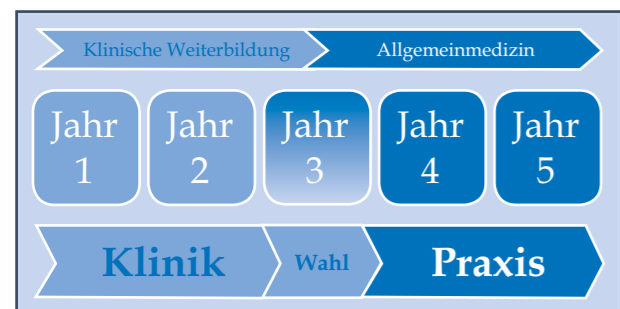 Klinische Weiterbildung Allgemeinmedizin
Jahr Jahr Jahr Jahr Jahr
1 2 3 4 5
Klinik Wahl Praxis